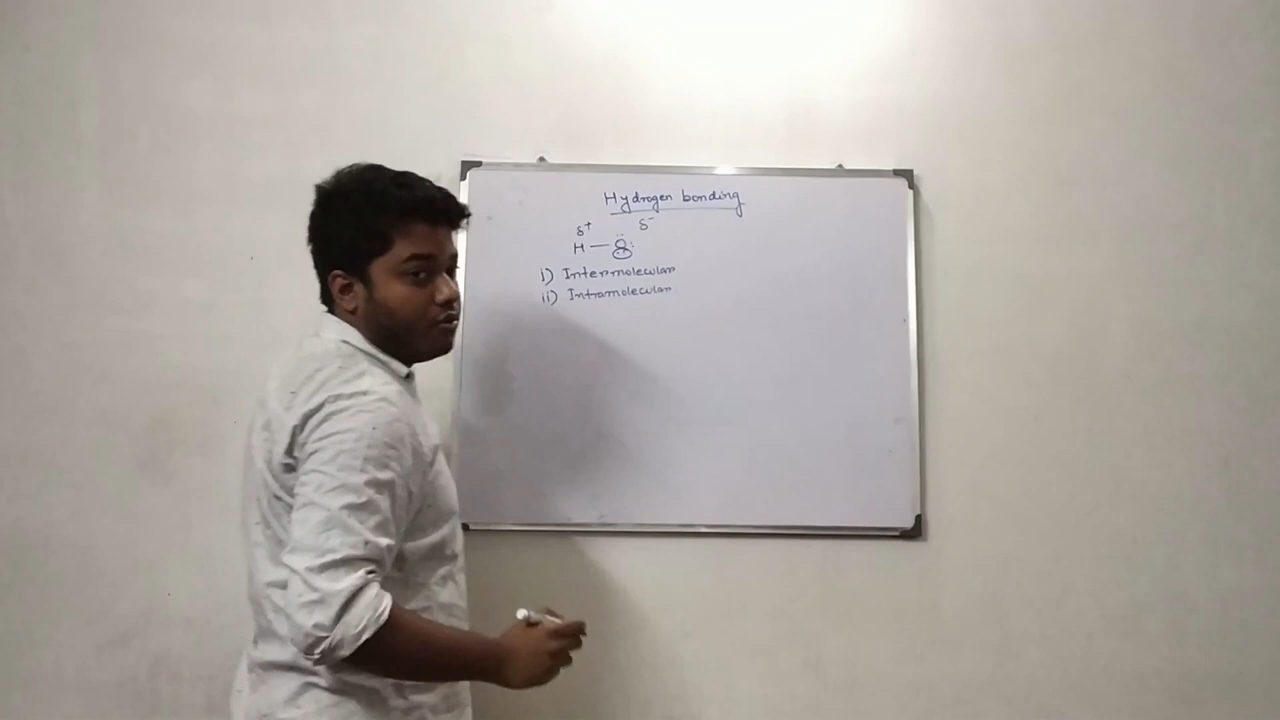 Hydrogen bonding
δ+ δ-
H — O
i) Intermolecular
ii) Intramolecular